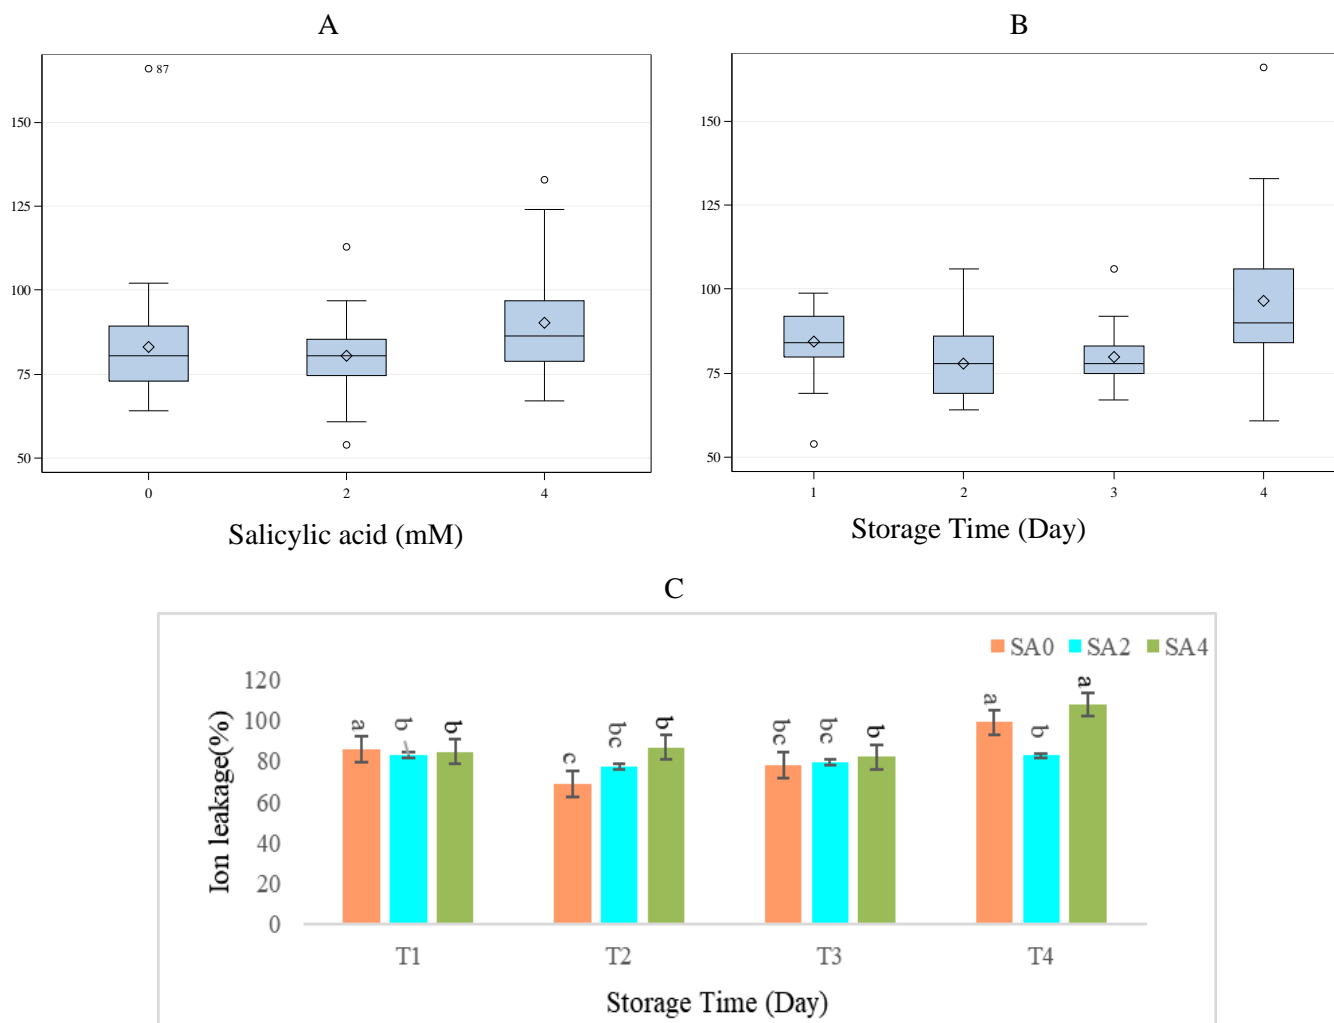 A
B
87
150
125
100
75
50
0 2 4
Salicylic acid (mM)
150
125
100
75
50
1 2 3 4
Storage Time (Day)
C
SA0 SA2 SA4
Ion leakage(%)
120
100
80
60
40
20
0
a b b
c bc b
bc bc b
a b a
T1 T2 T3 T4
Storage Time (Day)